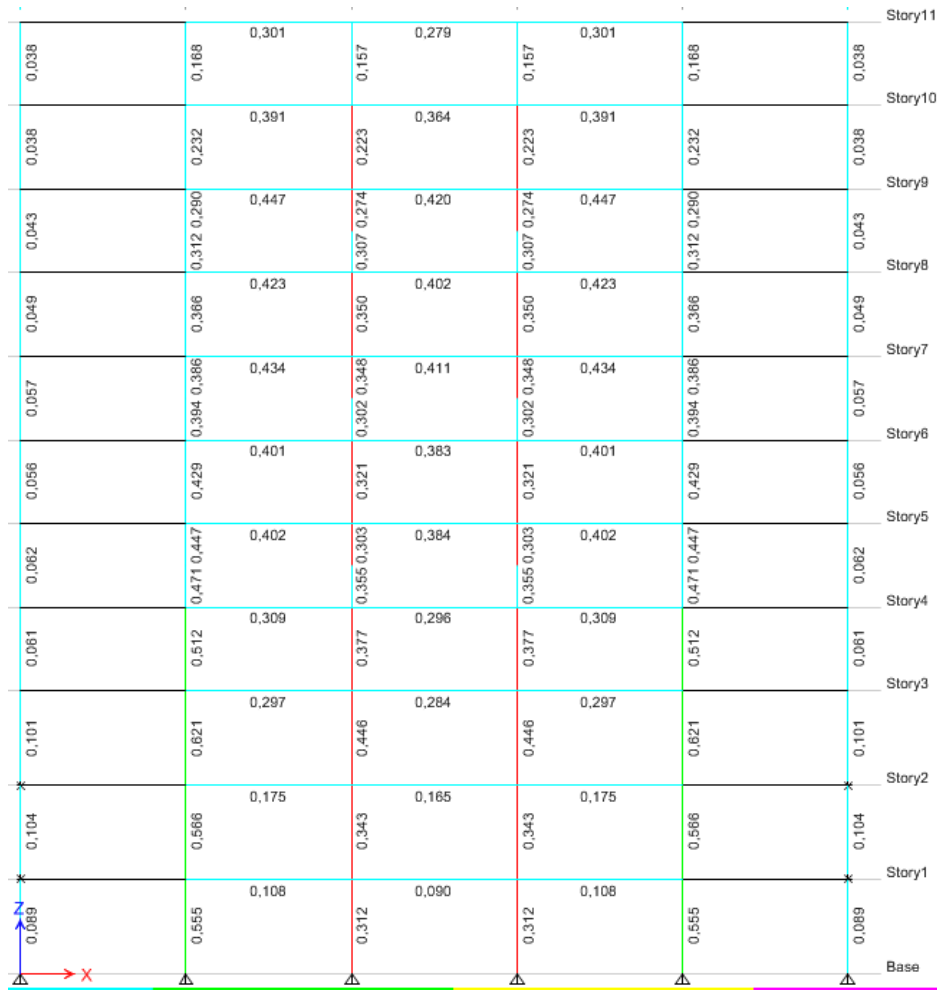 Story11
0,301 0,279 0,301
0,038 0,168 0,157 0,157 0,168 0,038
Story10
0,391 0,364 0,391
0,038 0,232 0,223 0,223 0,232 0,038
Story9
0,447 0,420 0,447
0,043 0,312 0,290 0,307 0,274 0,307 0,274 0,312 0,290 0,043
Story8
0,423 0,402 0,423
0,049 0,366 0,350 0,350 0,366 0,049
Story7
0,434 0,411 0,434
0,057 0,394 0,386 0,302 0,348 0,302 0,348 0,394 0,386 0,057
Story6
0,401 0,383 0,401
0,056 0,429 0,321 0,321 0,429 0,056
Story5
0,402 0,384 0,402
0,062 0,471 0,447 0,355 0,303 0,355 0,303 0,471 0,447 0,062
Story4
0,309 0,296 0,309
0,061 0,512 0,377 0,377 0,512 0,061
Story3
0,297 0,284 0,297
0,101 0,621 0,446 0,446 0,621 0,101
Story2
0,175 0,165 0,175
0,104 0,566 0,343 0,343 0,566 0,104
Story1
0,108 0,090 0,108
0,089 0,555 0,312 0,312 0,555 0,089
Z
X
Base